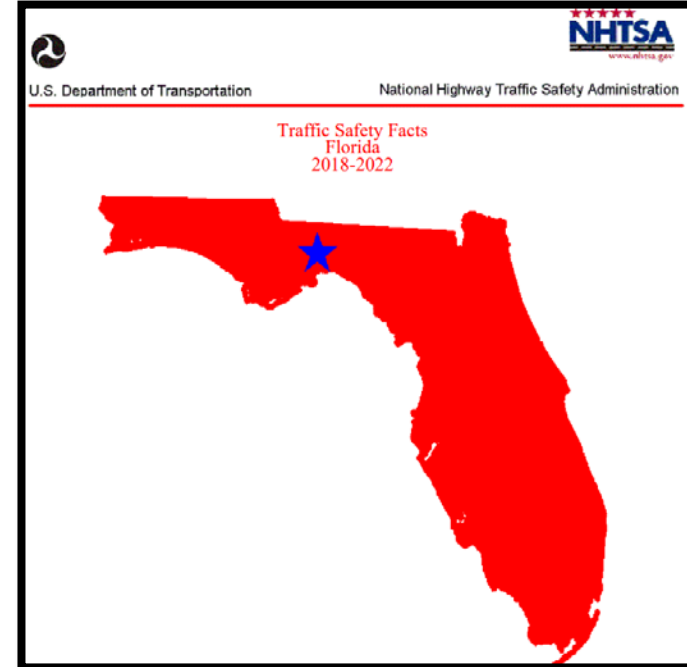 NHTSA
www.nhtsa.gov
U.S. Department of Transportation
National Highway Traffic Safety Administration
Traffic Safety Facts
Florida
2018-2022